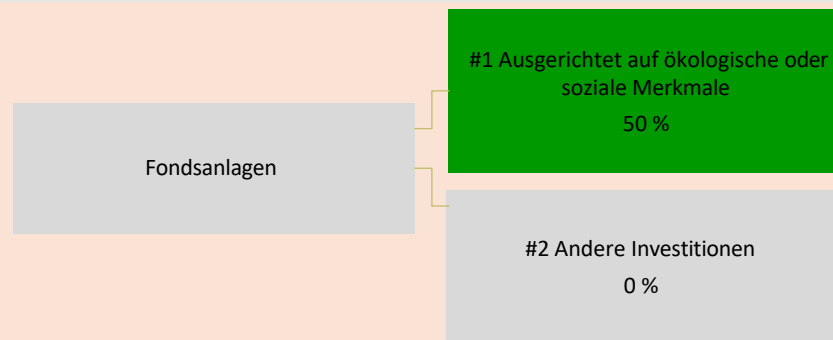 Fondsanlagen
#1 Ausgerichtet auf ökologische oder
soziale Merkmale
50 %
#2 Andere Investitionen
0 %